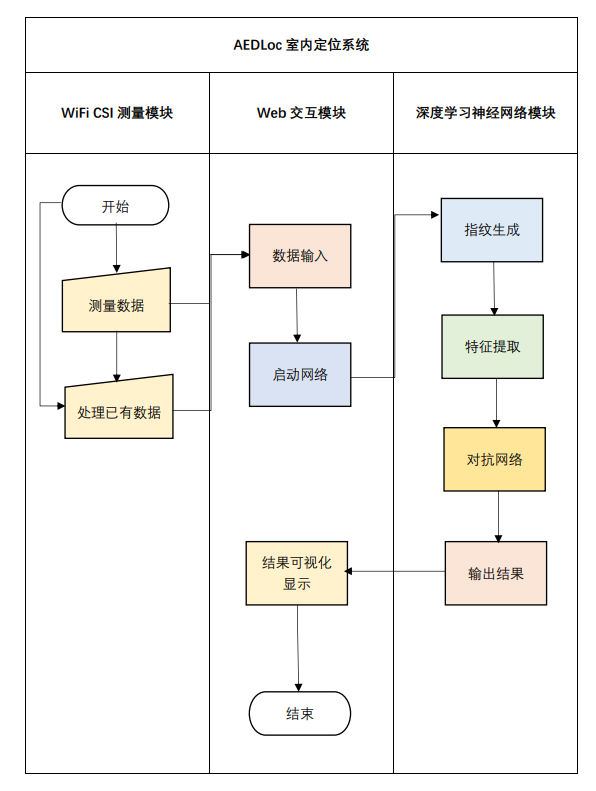 AEDLoc 室内定位系统
WiFi CSI 测量模块
Web 交互模块
深度学习神经网络模块
开始
测量数据
处理已有数据
数据输入
启动网络
指纹生成
特征提取
对抗网络
输出结果
结果可视化
显示
结束